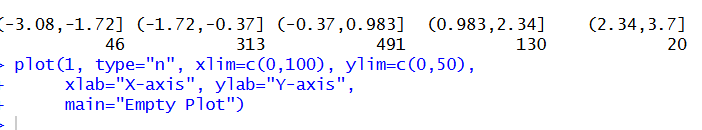 (-3.08,-1.72] (-1.72,-0.37] (-0.37,0.983] (0.983,2.34] (2.34,3.7]
46 313 491 130 20
> plot(1, type="n", xlim=c(0,100), ylim=c(0,50),
+ xlab="X-axis", ylab="Y-axis",
+ main="Empty Plot")
>